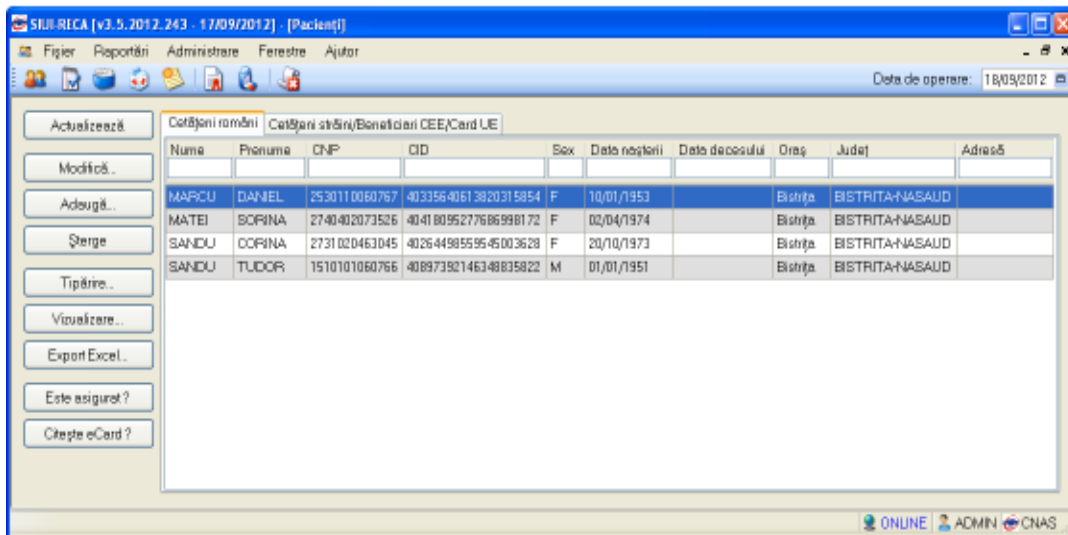 SIUI-RECA [v3.5.2012.243 - 17/09/2012] - [Pacienți]
Fișier Raportări Administrare Ferestre Ajutor
Data de operare: 18/09/2012
Actualizează
Modifică...
Adaugă...
Șterge
Tipărire...
Vizualizare...
Export Excel...
Este asigurat?
Citește eCard?
Cetățeni români Cetățeni străini/Beneficiari CEE/Card UE
Nume Prenume CNP CID Sex Data nașterii Data decesului Oraș Județ Adresă
MARCU DANIEL 2530110060767 40335640613820315854 F 10/01/1953 Bistrița BISTRITA-NASAUD
MATEI SORINA 2740402073526 40418095277686998172 F 02/04/1974 Bistrița BISTRITA-NASAUD
SANDU CORINA 2731020463045 40264498559545003628 F 20/10/1973 Bistrița BISTRITA-NASAUD
SANDU TUDOR 1510101060766 40897392146348835822 M 01/01/1951 Bistrița BISTRITA-NASAUD
ONLINE ADMIN CNAS